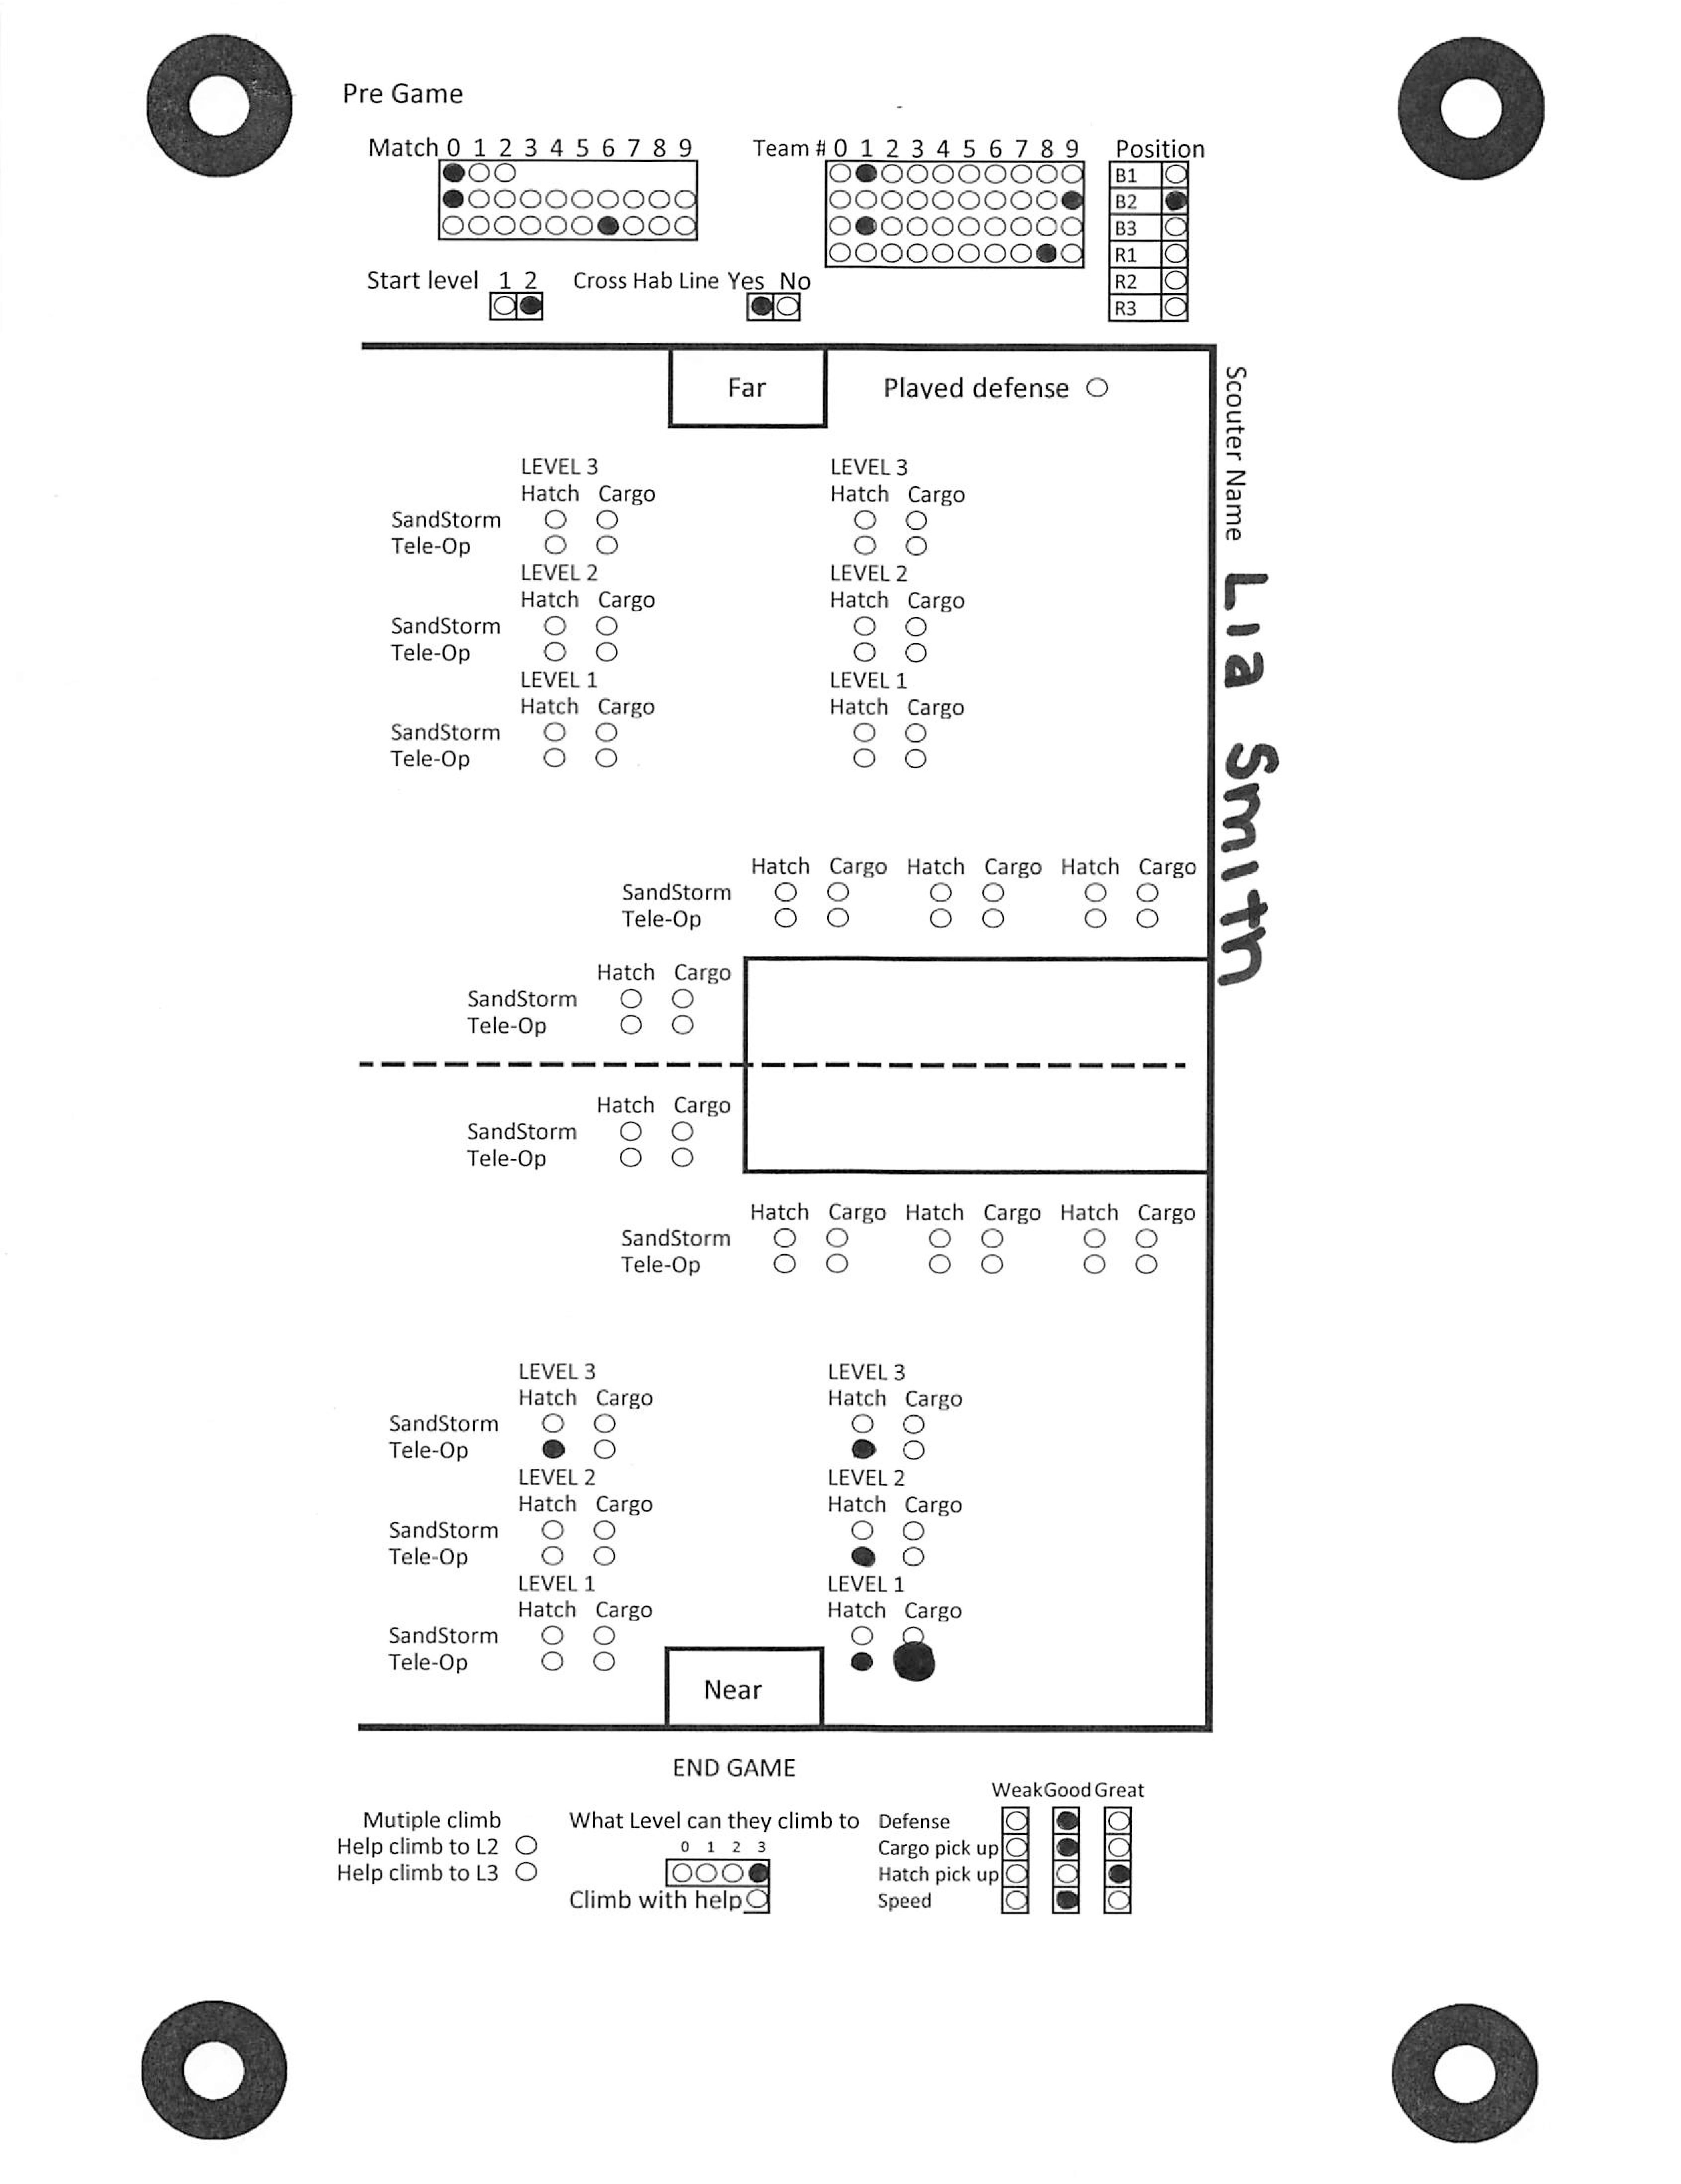 Pre Game
Match 0 1 2 3 4 5 6 7 8 9
Team # 0 1 2 3 4 5 6 7 8 9
Position
B1
B2
B3
R1
R2
R3
Start level 1 2
Cross Hab Line Yes No
Far
Played defense
Scouter Name Lia Smith
LEVEL 3 LEVEL 3
Hatch Cargo Hatch Cargo
SandStorm
Tele-Op
LEVEL 2 LEVEL 2
Hatch Cargo Hatch Cargo
SandStorm
Tele-Op
LEVEL 1 LEVEL 1
Hatch Cargo Hatch Cargo
SandStorm
Tele-Op
Hatch Cargo Hatch Cargo Hatch Cargo
SandStorm
Tele-Op
Hatch Cargo
SandStorm
Tele-Op
Hatch Cargo
SandStorm
Tele-Op
Hatch Cargo Hatch Cargo Hatch Cargo
SandStorm
Tele-Op
LEVEL 3 LEVEL 3
Hatch Cargo Hatch Cargo
SandStorm
Tele-Op
LEVEL 2 LEVEL 2
Hatch Cargo Hatch Cargo
SandStorm
Tele-Op
LEVEL 1 LEVEL 1
Hatch Cargo Hatch Cargo
SandStorm
Tele-Op
Near
END GAME
Mutiple climb
Help climb to L2
Help climb to L3
What Level can they climb to
0 1 2 3
Climb with help
Weak Good Great
Defense
Cargo pick up
Hatch pick up
Speed